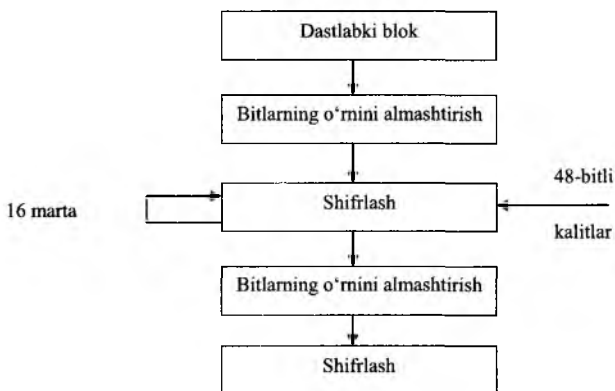 Dastlabki blok
Bitlarning o‘rnini almashtirish
48-bitli
16 marta
Shifrlash
kalitlar
Bitlarning o‘rnini almashtirish
Shifrlash